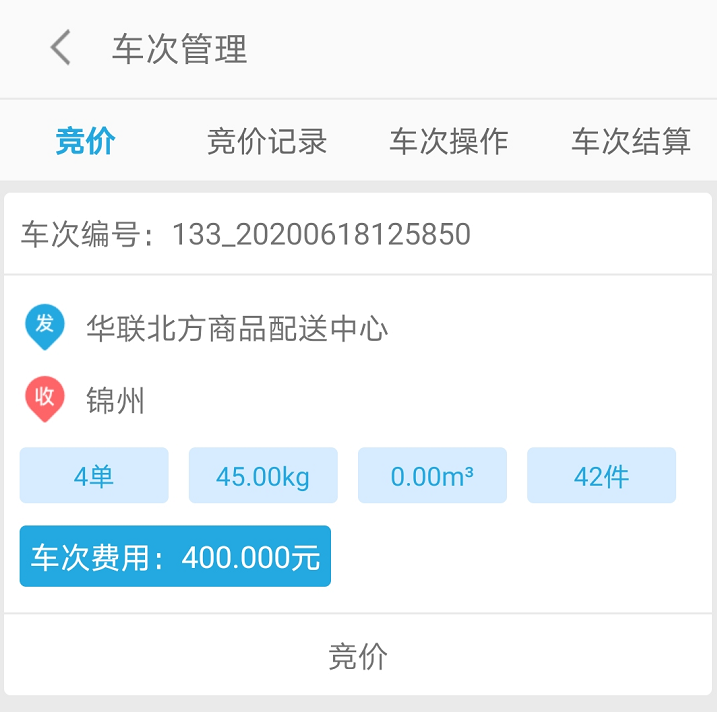 车次管理
竞价 竞价记录 车次操作 车次结算
车次编号：133_20200618125850
发 华联北方商品配送中心
收 锦州
4单 45.00kg 0.00m³ 42件
车次费用：400.000元
竞价